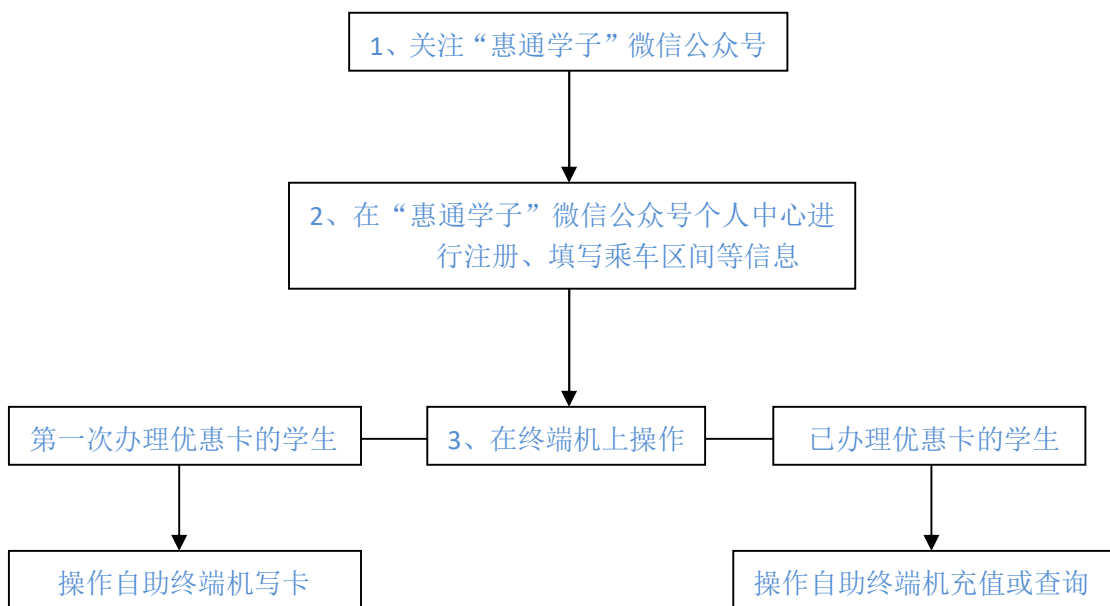 1、关注“惠通学子”微信公众号
2、在“惠通学子”微信公众号个人中心进
行注册、填写乘车区间等信息
第一次办理优惠卡的学生
3、在终端机上操作
已办理优惠卡的学生
操作自助终端机写卡
操作自助终端机充值或查询